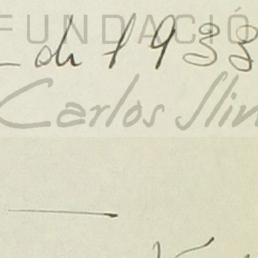 FUNDACIÓ
de 1933
Carlos Slim